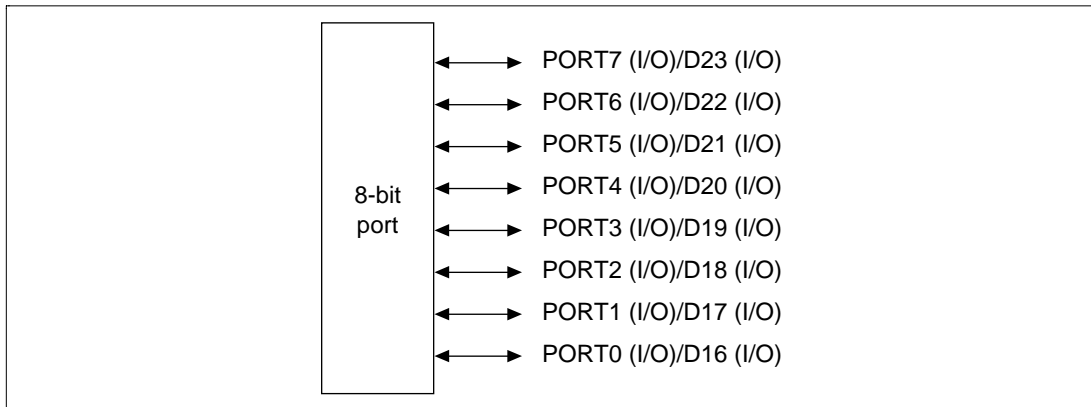 8-bit
port
PORT7 (I/O)/D23 (I/O)
PORT6 (I/O)/D22 (I/O)
PORT5 (I/O)/D21 (I/O)
PORT4 (I/O)/D20 (I/O)
PORT3 (I/O)/D19 (I/O)
PORT2 (I/O)/D18 (I/O)
PORT1 (I/O)/D17 (I/O)
PORT0 (I/O)/D16 (I/O)